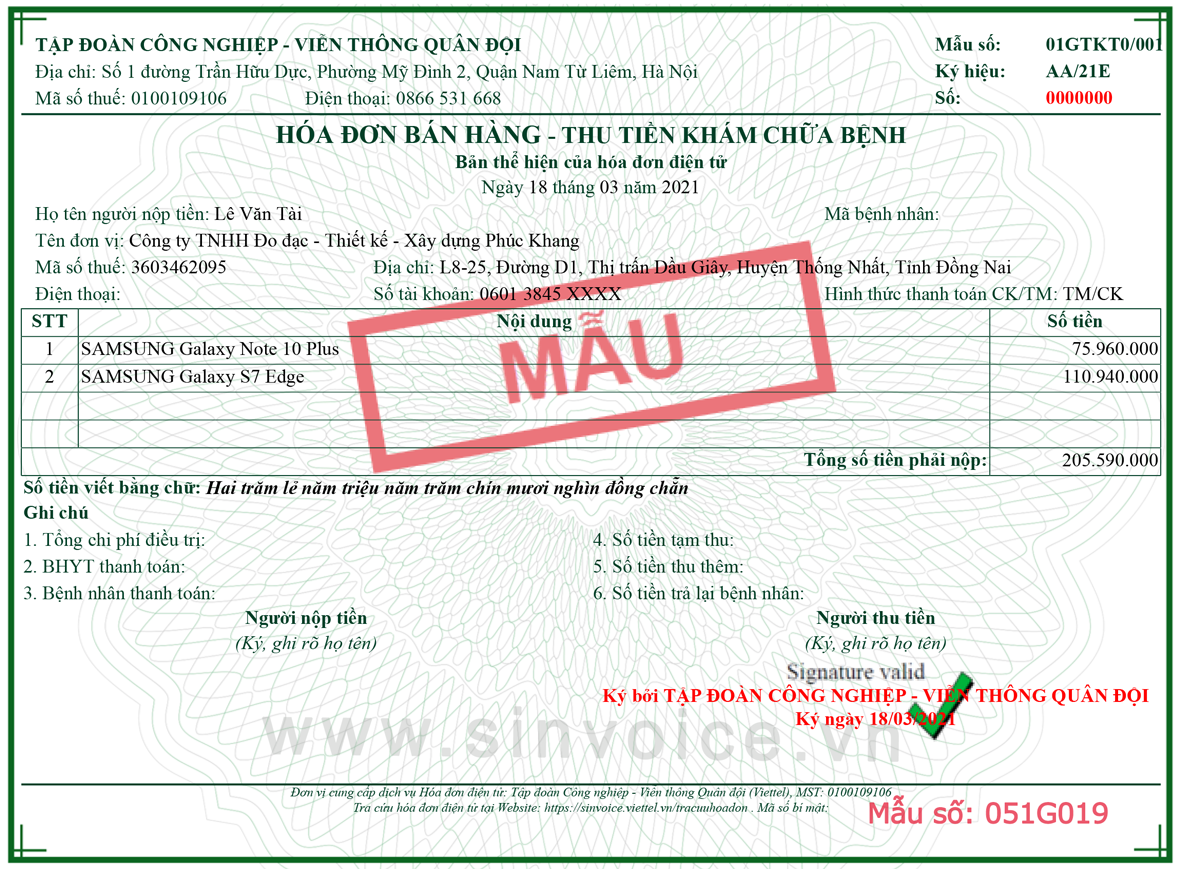 TẬP ĐOÀN CÔNG NGHIỆP - VIỄN THÔNG QUÂN ĐỘI
Mẫu số: 01GTKT0/001
Địa chỉ: Số 1 đường Trần Hữu Dực, Phường Mỹ Đình 2, Quận Nam Từ Liêm, Hà Nội
Ký hiệu: AA/21E
Mã số thuế: 0100109106 Điện thoại: 0866 531 668
Số: 0000000
HÓA ĐƠN BÁN HÀNG - THU TIỀN KHÁM CHỮA BỆNH
Bản thể hiện của hóa đơn điện tử
Ngày 18 tháng 03 năm 2021
Họ tên người nộp tiền: Lê Văn Tài Mã bệnh nhân:
Tên đơn vị: Công ty TNHH Đo đạc - Thiết kế - Xây dựng Phúc Khang
Mã số thuế: 3603462095 Địa chỉ: L8-25, Đường D1, Thị trấn Dầu Giây, Huyện Thống Nhất, Tỉnh Đồng Nai
Điện thoại: Số tài khoản: 0601 3845 XXXX Hình thức thanh toán CK/TM: TM/CK
STT Nội dung Số tiền
1 SAMSUNG Galaxy Note 10 Plus 75.960.000
2 SAMSUNG Galaxy S7 Edge 110.940.000
MẪU
Tổng số tiền phải nộp: 205.590.000
Số tiền viết bằng chữ: Hai trăm lẻ năm triệu năm trăm chín mươi nghìn đồng chẵn
Ghi chú
1. Tổng chi phí điều trị: 4. Số tiền tạm thu:
2. BHYT thanh toán: 5. Số tiền thu thêm:
3. Bệnh nhân thanh toán: 6. Số tiền trả lại bệnh nhân:
Người nộp tiền Người thu tiền
(Ký, ghi rõ họ tên) (Ký, ghi rõ họ tên)
Signature valid
Ký bởi TẬP ĐOÀN CÔNG NGHIỆP - VIỄN THÔNG QUÂN ĐỘI
Ký ngày 18/03/2021
www.sinvoice.vn
Đơn vị cung cấp dịch vụ Hóa đơn điện tử: Tập đoàn Công nghiệp - Viễn thông Quân đội (Viettel), MST: 0100109106
Tra cứu hóa đơn điện tử tại Website: https://sinvoice.viettel.vn/tracuuhoadon . Mã số bí mật:
Mẫu số: 051G019